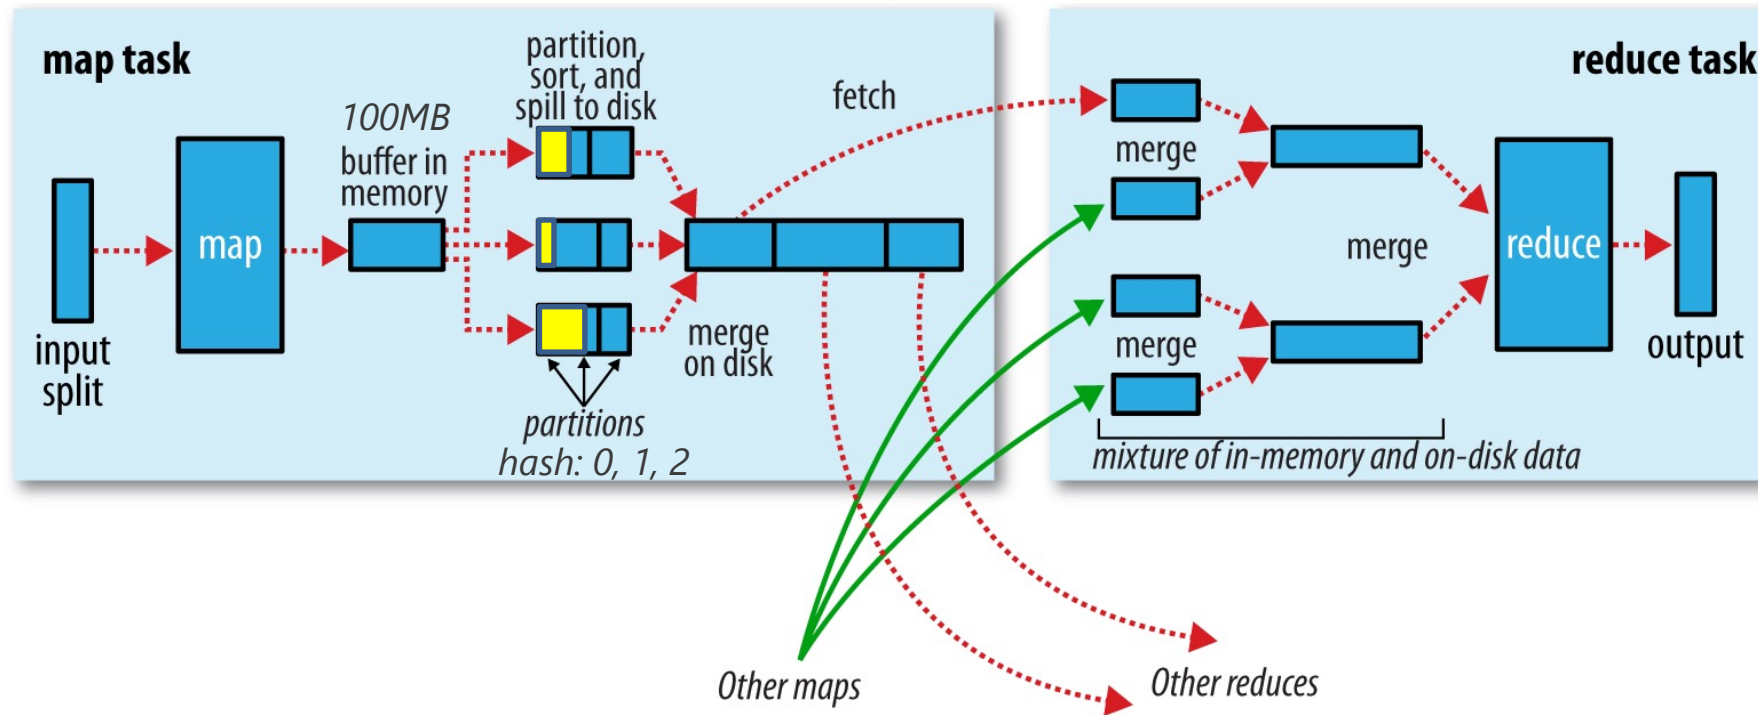 map task
partition,
sort, and
spill to disk
100MB
buffer in
memory
input
split
map
merge
on disk
partitions
hash: 0, 1, 2
fetch
reduce task
merge
merge
merge
reduce
output
mixture of in-memory and on-disk data
Other maps
Other reduces